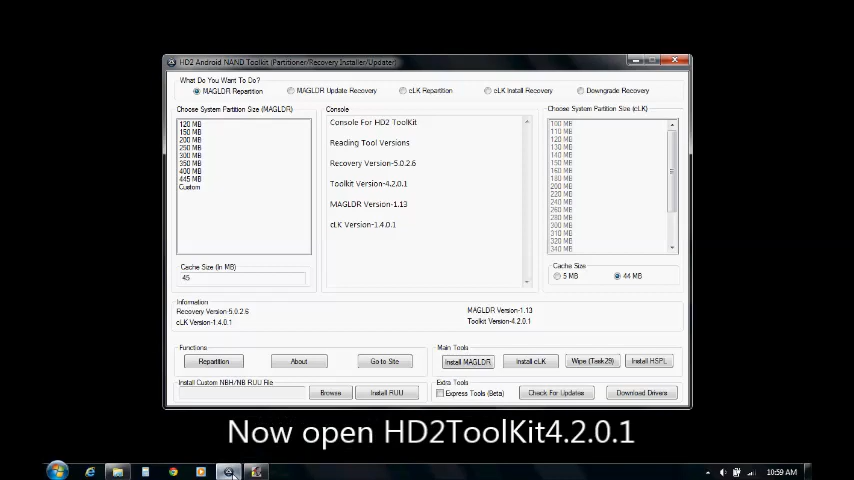 HD2 Android NAND Toolkit (Partitioner/Recovery Installer/Updater)
What Do You Want To Do?
MAGLDR Repartition
MAGLDR Update Recovery
cLK Repartition
cLK Install Recovery
Downgrade Recovery
Choose System Partition Size (MAGLDR)
120 MB
150 MB
200 MB
250 MB
300 MB
350 MB
400 MB
445 MB
Custom
Cache Size (In MB)
45
Console
Console For HD2 ToolKit
Reading Tool Versions
Recovery Version-5.0.2.6
Toolkit Version-4.2.0.1
MAGLDR Version-1.13
cLK Version-1.4.0.1
Choose System Partition Size (cLK)
100 MB
110 MB
120 MB
130 MB
140 MB
150 MB
160 MB
180 MB
200 MB
220 MB
240 MB
260 MB
280 MB
300 MB
310 MB
320 MB
340 MB
Cache Size
5 MB
44 MB
Information
Recovery Version-5.0.2.6
MAGLDR Version-1.13
cLK Version-1.4.0.1
Toolkit Version-4.2.0.1
Functions
Repartition
About
Go to Site
Main Tools
Install MAGLDR
Install cLK
Wipe (Task29)
Install HSPL
Install Custom NBH/NB RUU File
Browse
Install RUU
Extra Tools
Express Tools (Beta)
Check For Updates
Download Drivers
Now open HD2ToolKit4.2.0.1
10:59 AM